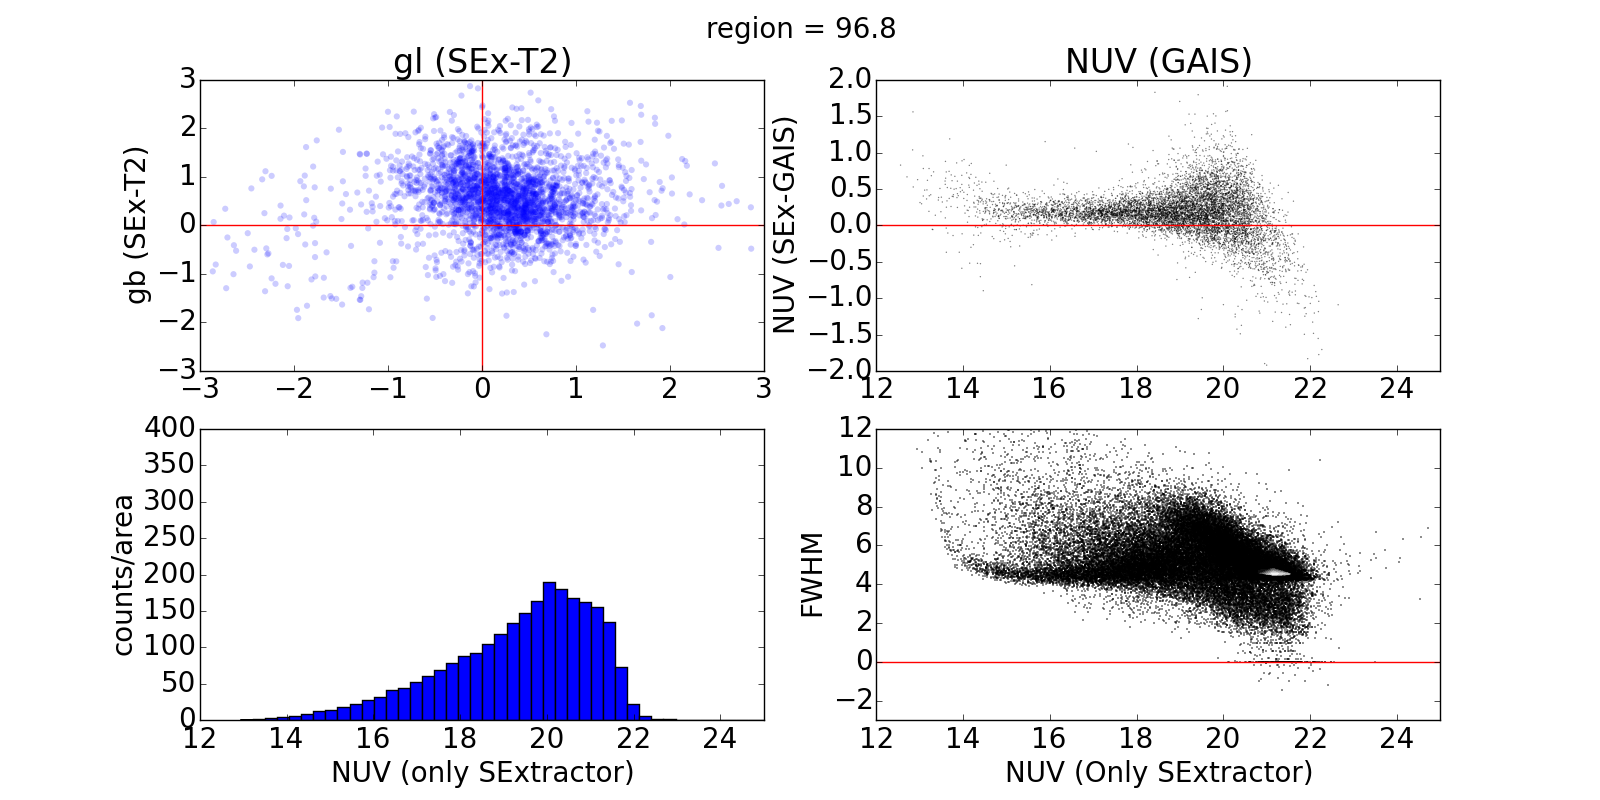 region = 96.8
gl (SEx-T2)
NUV (GAIS)
gb (SEx-T2)
3
2
1
0
−1
−2
−3
−3 −2 −1 0 1 2 3
NUV (SEx-GAIS)
2.0
1.5
1.0
0.5
0.0
−0.5
−1.0
−1.5
−2.0
12 14 16 18 20 22 24
counts/area
400
350
300
250
200
150
100
50
0
12 14 16 18 20 22 24
NUV (only SExtractor)
FWHM
12
10
8
6
4
2
0
−2
12 14 16 18 20 22 24
NUV (Only SExtractor)